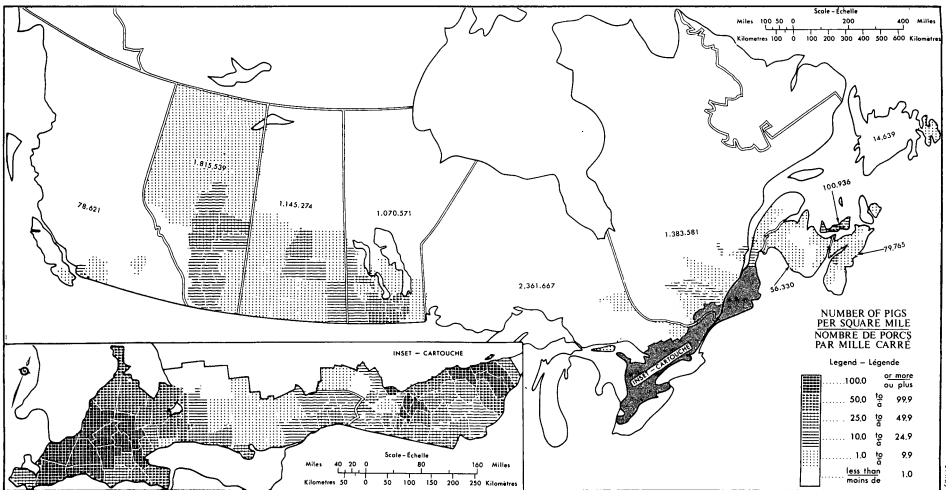 Scale - Échelle
Miles 100 50 0 200 400 Milles
Kilometres 100 0 100 200 300 400 500 600 Kilomètres
14,639
1,815,539
100,936
78,621
1,145,274
1,070,571
1,383,581
79,765
56,330
2,361,667
NUMBER OF PIGS
PER SQUARE MILE
NOMBRE DE PORCS
PAR MILLE CARRÉ
INSET - CARTOUCHE
INSET - CARTOUCHE
Legend - Légende
100.0 or more ou plus
50.0 to à 99.9
25.0 to à 49.9
10.0 to à 24.9
1.0 to à 9.9
less than moins de 1.0
Scale - Échelle
Miles 40 20 0 80 160 Milles
Kilometres 50 0 50 100 150 200 250 Kilomètres